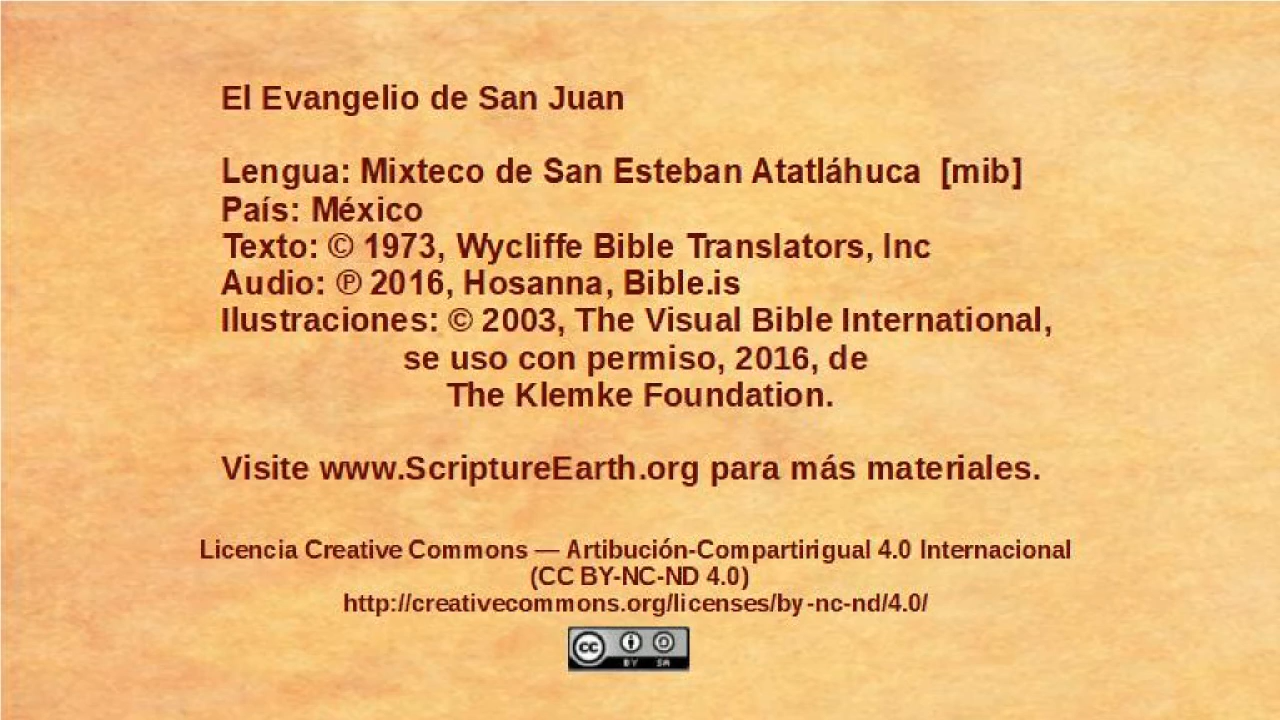 El Evangelio de San Juan
Lengua: Mixteco de San Esteban Atatláhuca [mib]
País: México
Texto: © 1973, Wycliffe Bible Translators, Inc
Audio: ℗ 2016, Hosanna, Bible.is
Ilustraciones: © 2003, The Visual Bible International,
se uso con permiso, 2016, de
The Klemke Foundation.
Visite www.ScriptureEarth.org para más materiales.
Licencia Creative Commons — Artibución-Compartirigual 4.0 Internacional
(CC BY-NC-ND 4.0)
http://creativecommons.org/licenses/by-nc-nd/4.0/
cc BY SA